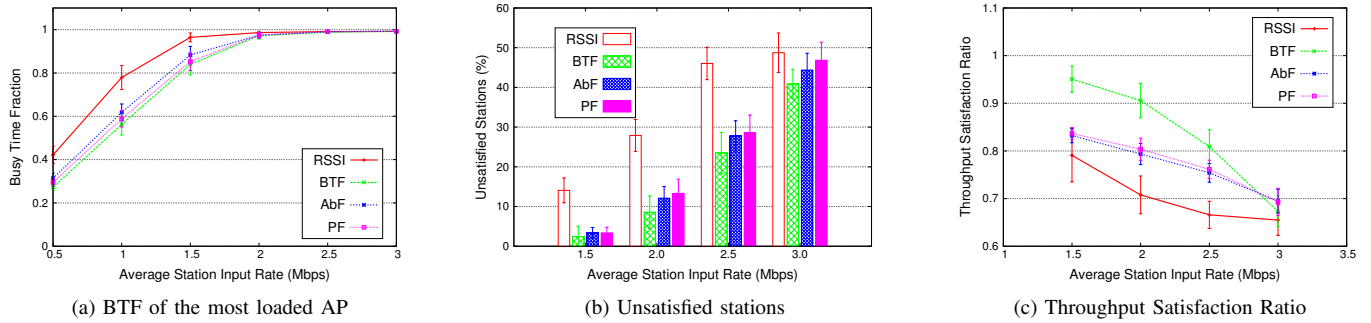 Busy Time Fraction
1
0.8
0.6
0.4
0.2
0
0.5
1
1.5
2
2.5
3
Average Station Input Rate (Mbps)
RSSI
BTF
AbF
PF
(a) BTF of the most loaded AP
Unsatisfied Stations (%)
60
50
40
30
20
10
0
1.5
2.0
2.5
3.0
Average Station Input Rate (Mbps)
RSSI
BTF
AbF
PF
(b) Unsatisfied stations
Throughput Satisfaction Ratio
1.1
1
0.9
0.8
0.7
0.6
1
1.5
2
2.5
3
3.5
Average Station Input Rate (Mbps)
RSSI
BTF
AbF
PF
(c) Throughput Satisfaction Ratio